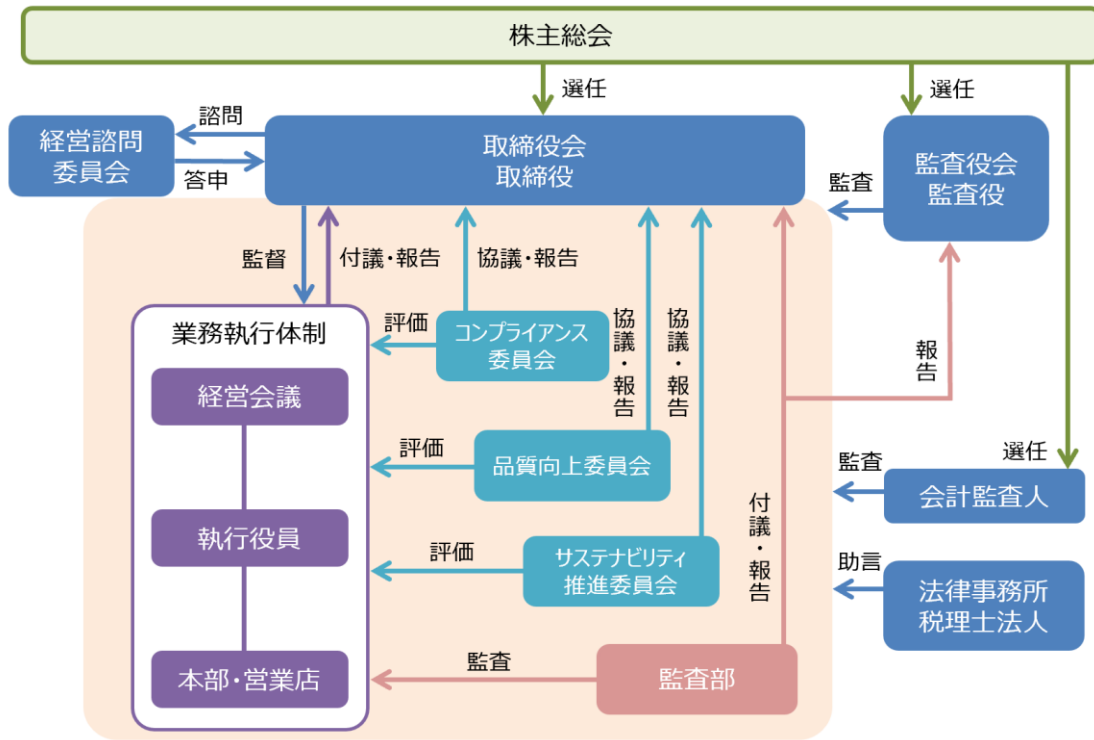 株主総会
選任
選任
諮問
経営諮問
委員会
答申
取締役会
取締役
監査役会
監査役
監査
監督
付議・報告
協議・報告
協議・報告
協議・報告
業務執行体制
評価
コンプライアンス
委員会
報告
経営会議
評価
品質向上委員会
選任
監査
会計監査人
執行役員
評価
サステナビリティ
推進委員会
付議・報告
助言
法律事務所
税理士法人
本部・営業店
監査
監査部